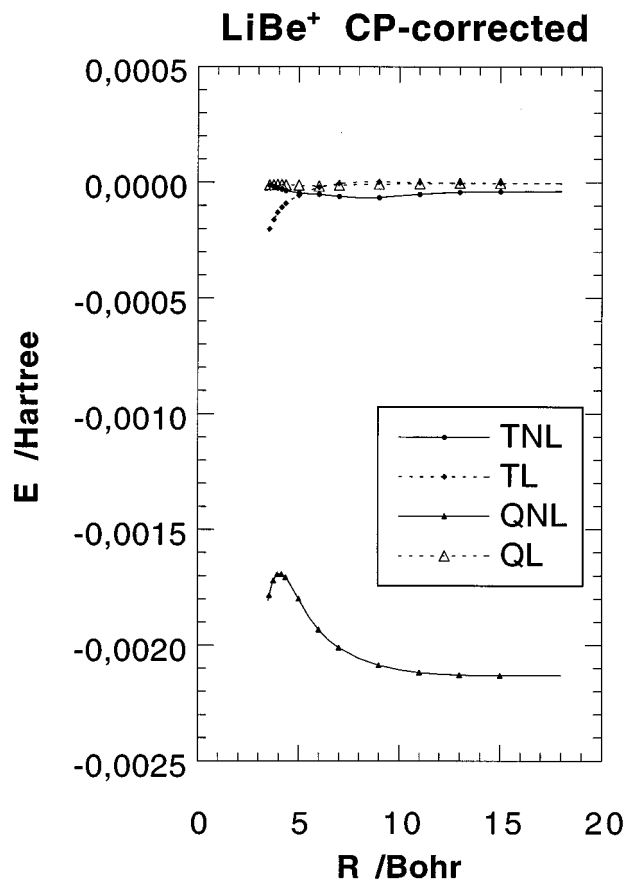 LiBe⁺ CP-corrected
0,0005
0,0000
-0,0005
-0,0010
-0,0015
-0,0020
-0,0025
E /Hartree
TNL
TL
QNL
QL
0 5 10 15 20
R /Bohr